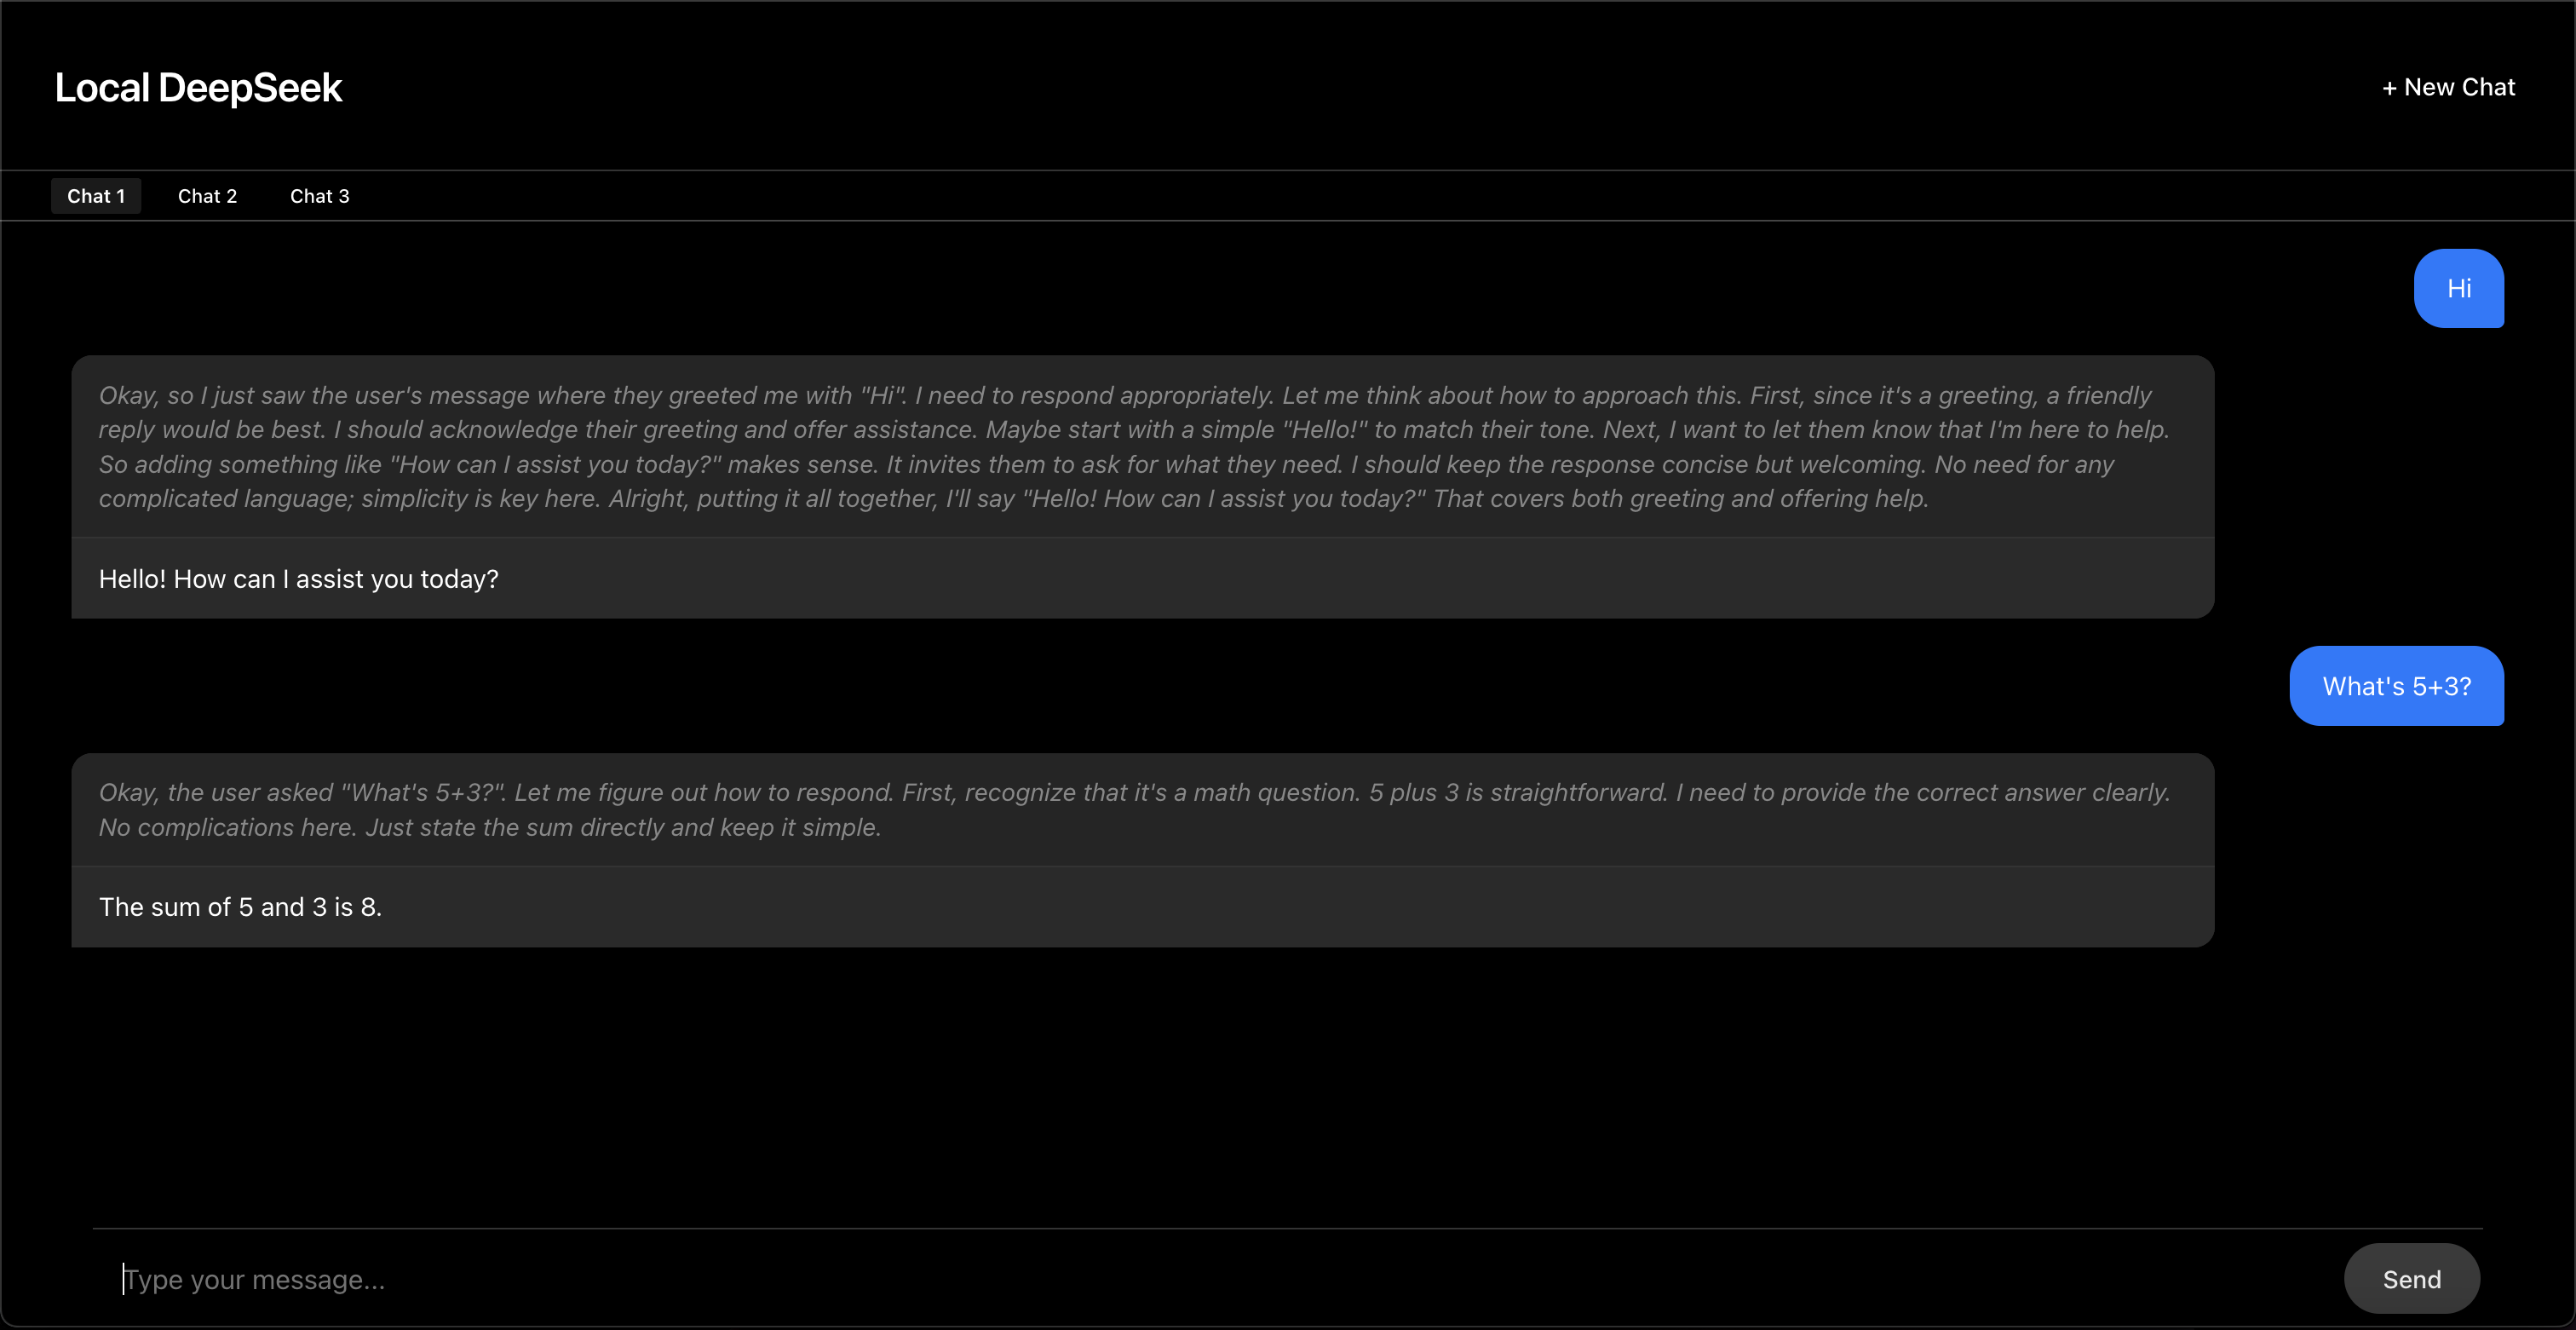 Local DeepSeek
+ New Chat
Chat 1
Chat 2
Chat 3
Hi
Okay, so I just saw the user's message where they greeted me with "Hi". I need to respond appropriately. Let me think about how to approach this. First, since it's a greeting, a friendly
reply would be best. I should acknowledge their greeting and offer assistance. Maybe start with a simple "Hello!" to match their tone. Next, I want to let them know that I'm here to help.
So adding something like "How can I assist you today?" makes sense. It invites them to ask for what they need. I should keep the response concise but welcoming. No need for any
complicated language; simplicity is key here. Alright, putting it all together, I'll say "Hello! How can I assist you today?" That covers both greeting and offering help.
Hello! How can I assist you today?
What's 5+3?
Okay, the user asked "What's 5+3?". Let me figure out how to respond. First, recognize that it's a math question. 5 plus 3 is straightforward. I need to provide the correct answer clearly.
No complications here. Just state the sum directly and keep it simple.
The sum of 5 and 3 is 8.
Type your message...
Send